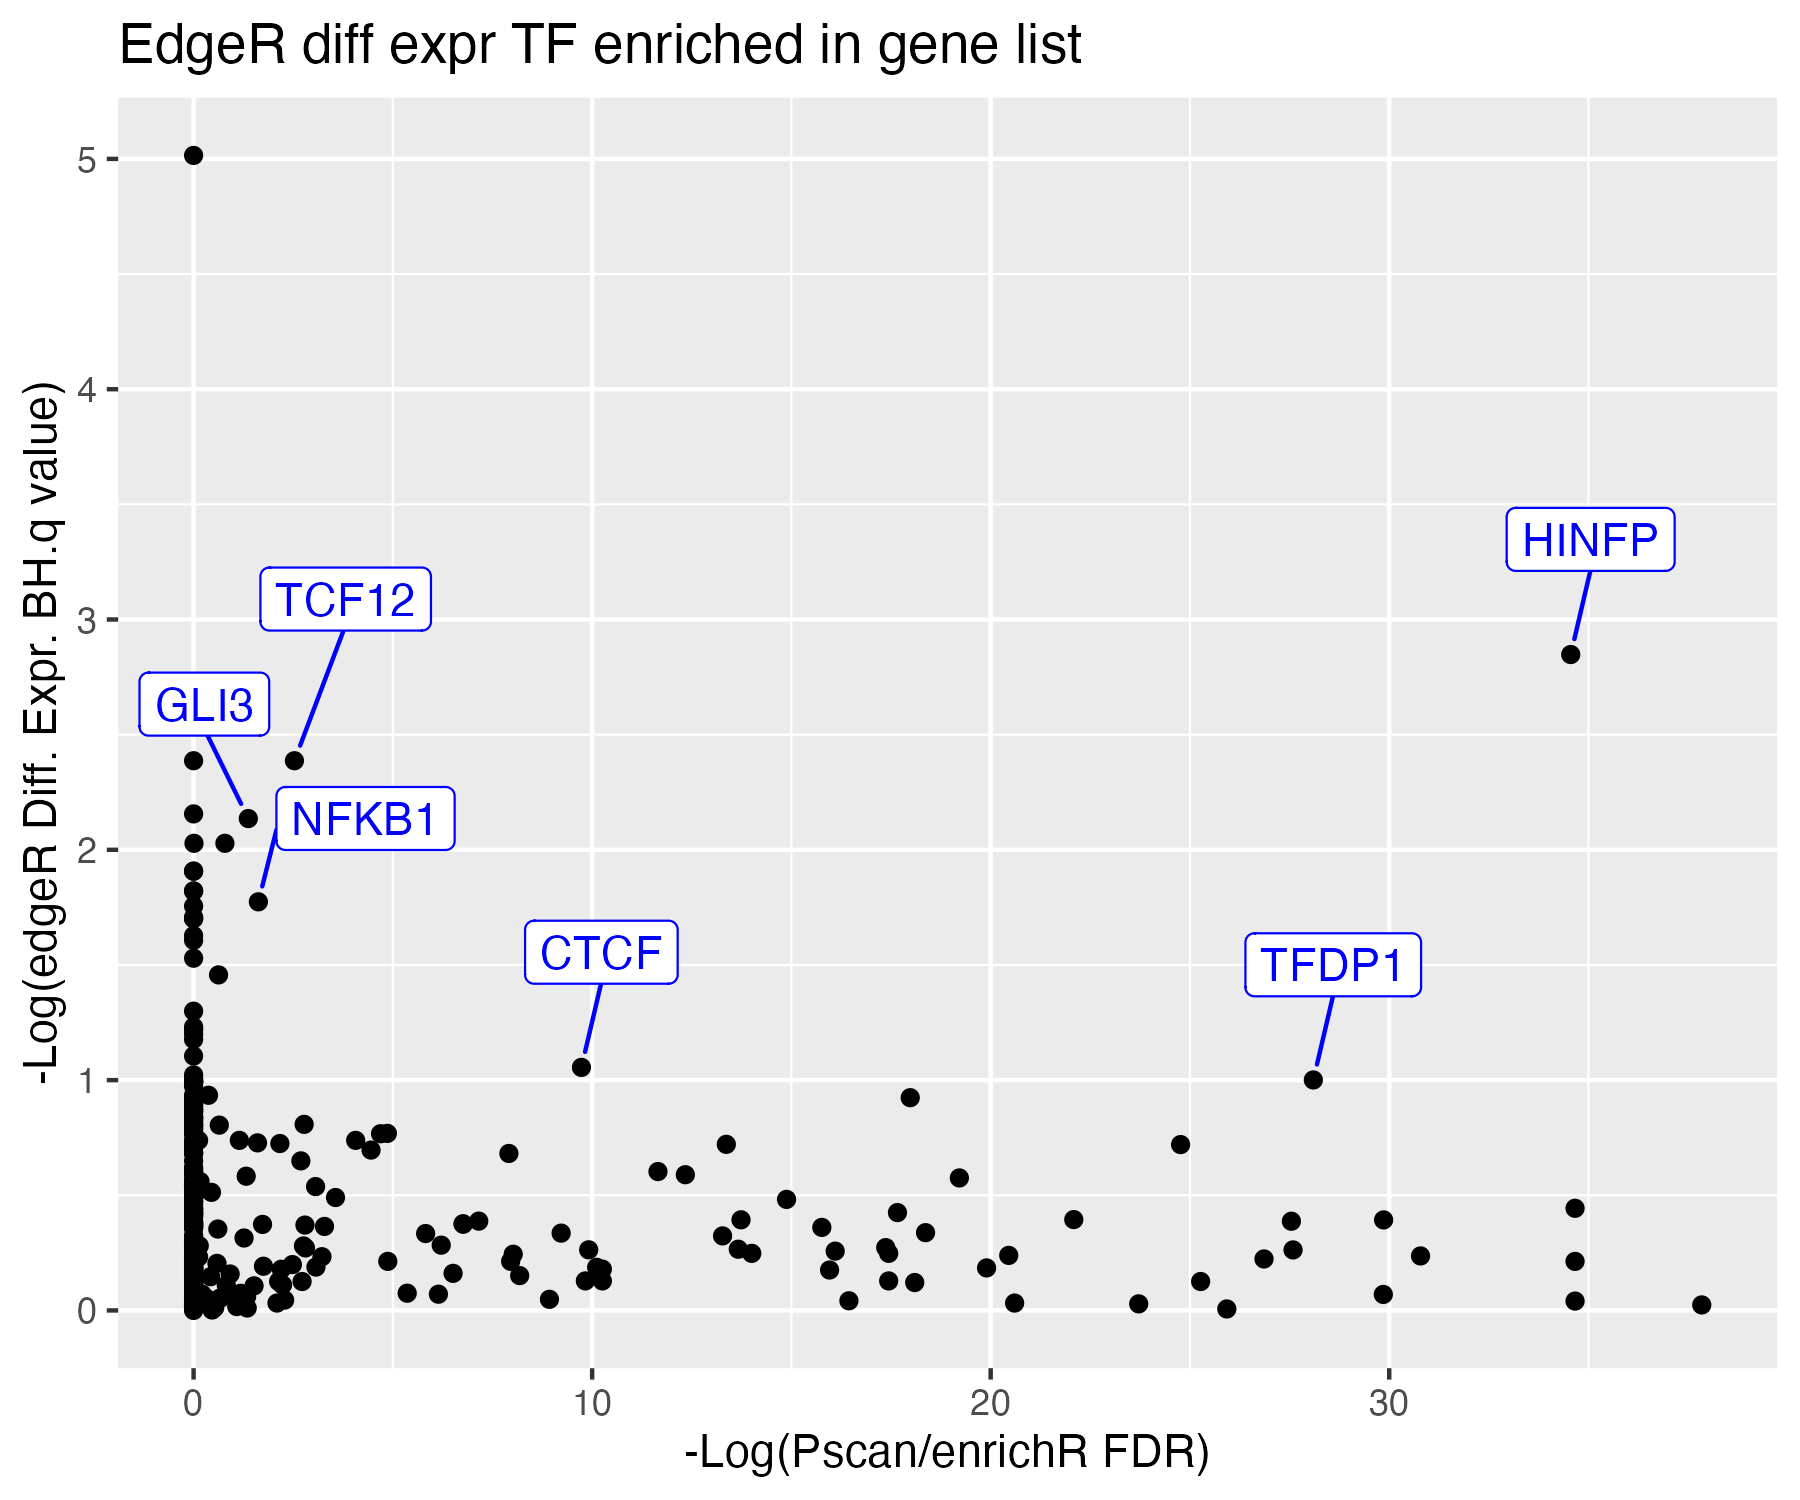 EdgeR diff expr TF enriched in gene list
-Log(edgeR Diff. Expr. BH.q value)
5
4
3
2
1
0
HINFP
TCF12
GLI3
NFKB1
CTCF
TFDP1
0
10
20
30
-Log(Pscan/enrichR FDR)